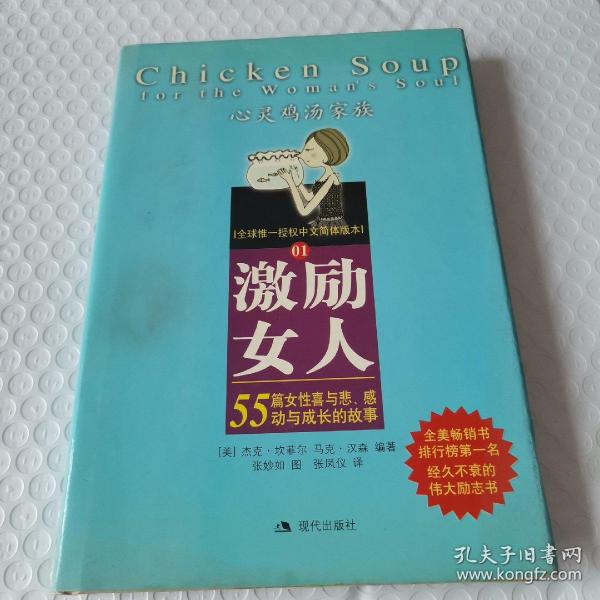 Chicken Soup
for the Woman's Soul
心灵鸡汤家族
全球惟一授权中文简体版本
01
激励
女人
55篇女性喜与悲、感
动与成长的故事
[美] 杰克·坎菲尔 马克·汉森 编著
张妙如 图 张凤仪 译
全美畅销书
排行榜第一名
经久不衰的
伟大励志书
现代出版社
孔夫子旧书网
www.kongfz.com